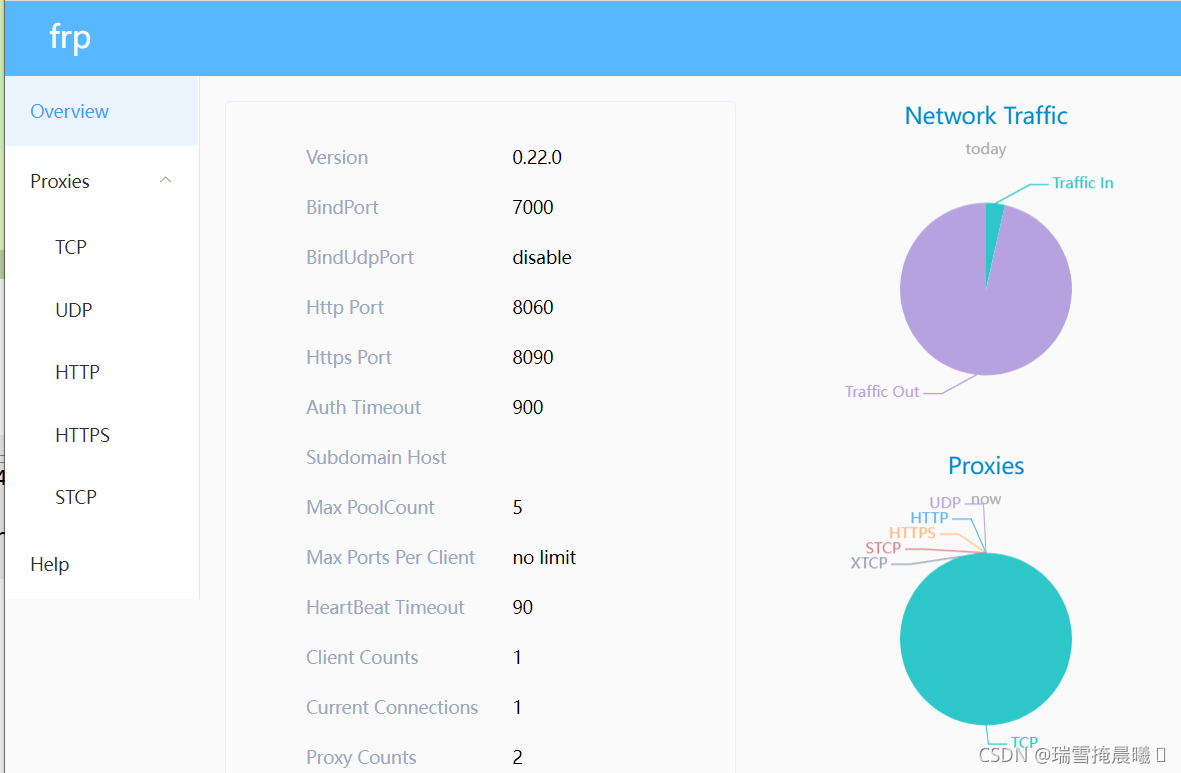 frp
Overview
Proxies
TCP
UDP
HTTP
HTTPS
STCP
Help
Version 0.22.0
BindPort 7000
BindUdpPort disable
Http Port 8060
Https Port 8090
Auth Timeout 900
Subdomain Host
Max PoolCount 5
Max Ports Per Client no limit
HeartBeat Timeout 90
Client Counts 1
Current Connections 1
Proxy Counts 2
Network Traffic
today
Traffic In
Traffic Out
Proxies
now
UDP
HTTP
HTTPS
STCP
XTCP
TCP
CSDN @瑞雪掩晨曦